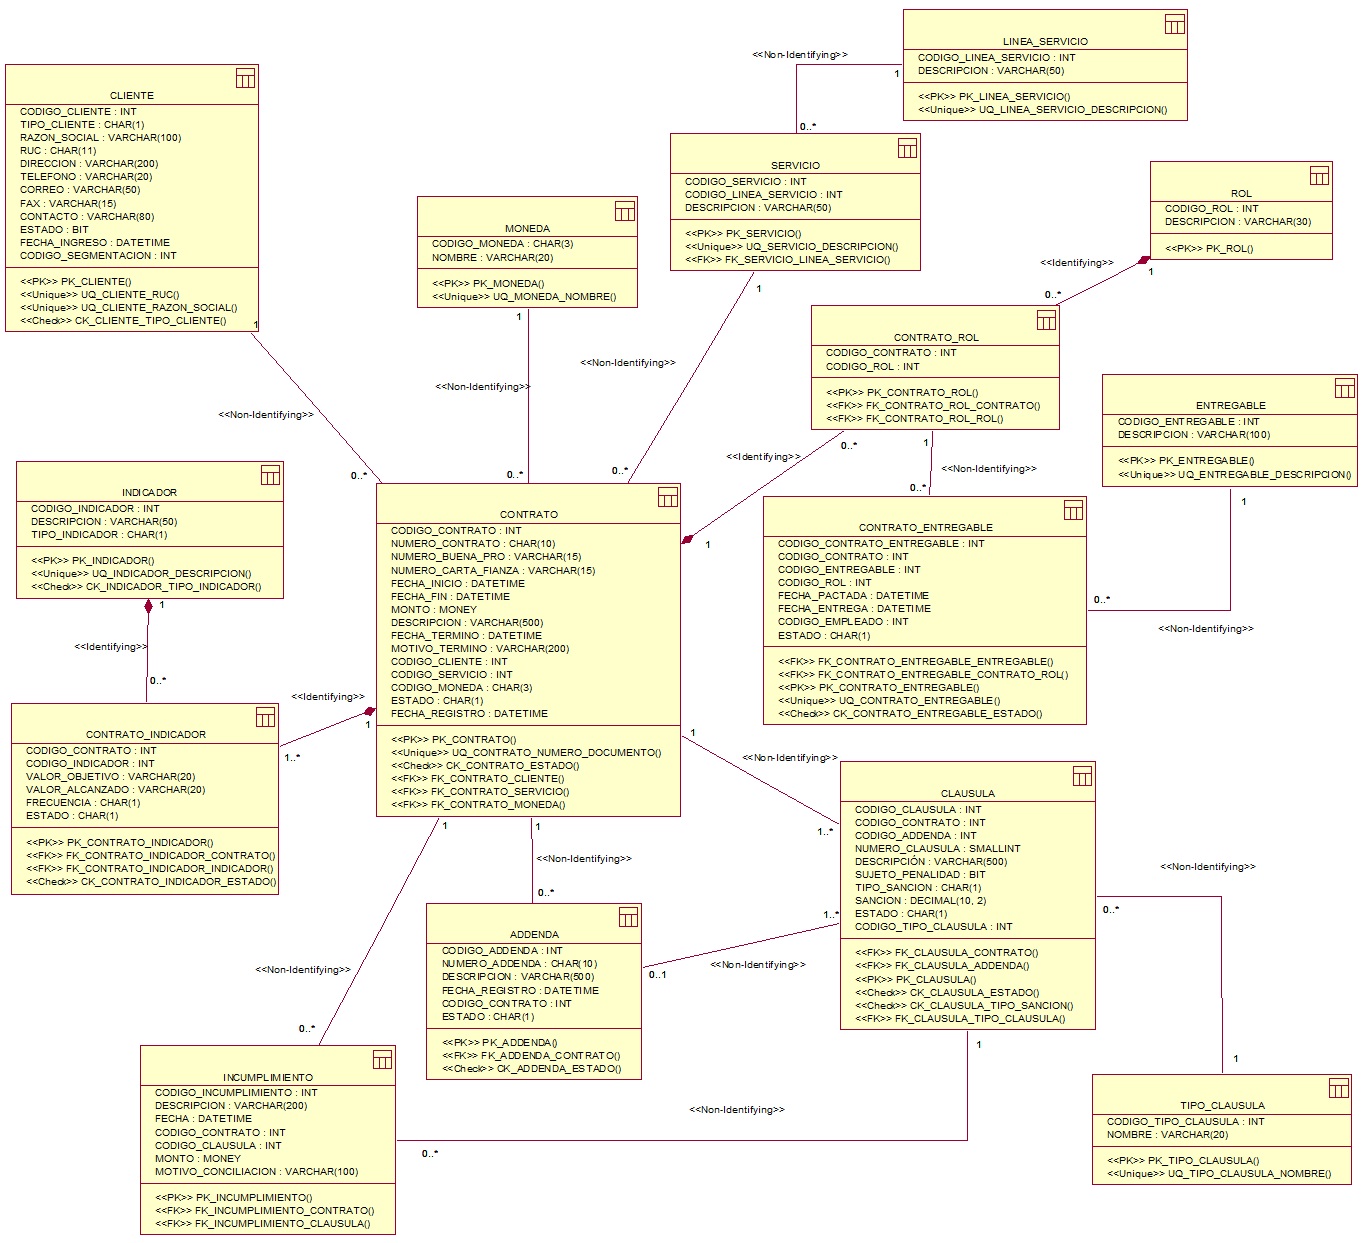 <<Non-Identifying>>
1
0..*
LINEA_SERVICIO
CODIGO_LINEA_SERVICIO : INT
DESCRIPCION : VARCHAR(50)
<<PK>> PK_LINEA_SERVICIO()
<<Unique>> UQ_LINEA_SERVICIO_DESCRIPCION()
CLIENTE
CODIGO_CLIENTE : INT
TIPO_CLIENTE : CHAR(1)
RAZON_SOCIAL : VARCHAR(100)
RUC : CHAR(11)
DIRECCION : VARCHAR(200)
TELEFONO : VARCHAR(20)
CORREO : VARCHAR(50)
FAX : VARCHAR(15)
CONTACTO : VARCHAR(80)
ESTADO : BIT
FECHA_INGRESO : DATETIME
CODIGO_SEGMENTACION : INT
<<PK>> PK_CLIENTE()
<<Unique>> UQ_CLIENTE_RUC()
<<Unique>> UQ_CLIENTE_RAZON_SOCIAL()
<<Check>> CK_CLIENTE_TIPO_CLIENTE()
1
<<Non-Identifying>>
0..*
MONEDA
CODIGO_MONEDA : CHAR(3)
NOMBRE : VARCHAR(20)
<<PK>> PK_MONEDA()
<<Unique>> UQ_MONEDA_NOMBRE()
1
<<Non-Identifying>>
0..*
SERVICIO
CODIGO_SERVICIO : INT
CODIGO_LINEA_SERVICIO : INT
DESCRIPCION : VARCHAR(50)
<<PK>> PK_SERVICIO()
<<Unique>> UQ_SERVICIO_DESCRIPCION()
<<FK>> FK_SERVICIO_LINEA_SERVICIO()
1
<<Non-Identifying>>
0..*
ROL
CODIGO_ROL : INT
DESCRIPCION : VARCHAR(30)
<<PK>> PK_ROL()
<<Identifying>>
1
0..*
CONTRATO_ROL
CODIGO_CONTRATO : INT
CODIGO_ROL : INT
<<PK>> PK_CONTRATO_ROL()
<<FK>> FK_CONTRATO_ROL_CONTRATO()
<<FK>> FK_CONTRATO_ROL_ROL()
0..*
<<Identifying>>
1
1
<<Non-Identifying>>
0..*
ENTREGABLE
CODIGO_ENTREGABLE : INT
DESCRIPCION : VARCHAR(100)
<<PK>> PK_ENTREGABLE()
<<Unique>> UQ_ENTREGABLE_DESCRIPCION()
1
0..*
<<Non-Identifying>>
INDICADOR
CODIGO_INDICADOR : INT
DESCRIPCION : VARCHAR(50)
TIPO_INDICADOR : CHAR(1)
<<PK>> PK_INDICADOR()
<<Unique>> UQ_INDICADOR_DESCRIPCION()
<<Check>> CK_INDICADOR_TIPO_INDICADOR()
1
<<Identifying>>
0..*
CONTRATO
CODIGO_CONTRATO : INT
NUMERO_CONTRATO : CHAR(10)
NUMERO_BUENA_PRO : VARCHAR(15)
NUMERO_CARTA_FIANZA : VARCHAR(15)
FECHA_INICIO : DATETIME
FECHA_FIN : DATETIME
MONTO : MONEY
DESCRIPCION : VARCHAR(500)
FECHA_TERMINO : DATETIME
MOTIVO_TERMINO : VARCHAR(200)
CODIGO_CLIENTE : INT
CODIGO_SERVICIO : INT
CODIGO_MONEDA : CHAR(3)
ESTADO : CHAR(1)
FECHA_REGISTRO : DATETIME
<<PK>> PK_CONTRATO()
<<Unique>> UQ_CONTRATO_NUMERO_DOCUMENTO()
<<Check>> CK_CONTRATO_ESTADO()
<<FK>> FK_CONTRATO_CLIENTE()
<<FK>> FK_CONTRATO_SERVICIO()
<<FK>> FK_CONTRATO_MONEDA()
CONTRATO_ENTREGABLE
CODIGO_CONTRATO_ENTREGABLE : INT
CODIGO_CONTRATO : INT
CODIGO_ENTREGABLE : INT
CODIGO_ROL : INT
FECHA_PACTADA : DATETIME
FECHA_ENTREGA : DATETIME
CODIGO_EMPLEADO : INT
ESTADO : CHAR(1)
<<FK>> FK_CONTRATO_ENTREGABLE_ENTREGABLE()
<<FK>> FK_CONTRATO_ENTREGABLE_CONTRATO_ROL()
<<PK>> PK_CONTRATO_ENTREGABLE()
<<Unique>> UQ_CONTRATO_ENTREGABLE()
<<Check>> CK_CONTRATO_ENTREGABLE_ESTADO()
<<Identifying>>
1
1..*
CONTRATO_INDICADOR
CODIGO_CONTRATO : INT
CODIGO_INDICADOR : INT
VALOR_OBJETIVO : VARCHAR(20)
VALOR_ALCANZADO : VARCHAR(20)
FRECUENCIA : CHAR(1)
ESTADO : CHAR(1)
<<PK>> PK_CONTRATO_INDICADOR()
<<FK>> FK_CONTRATO_INDICADOR_CONTRATO()
<<FK>> FK_CONTRATO_INDICADOR_INDICADOR()
<<Check>> CK_CONTRATO_INDICADOR_ESTADO()
1
<<Non-Identifying>>
1..*
CLAUSULA
CODIGO_CLAUSULA : INT
CODIGO_CONTRATO : INT
CODIGO_ADDENDA : INT
NUMERO_CLAUSULA : SMALLINT
DESCRIPCIÓN : VARCHAR(500)
SUJETO_PENALIDAD : BIT
TIPO_SANCION : CHAR(1)
SANCION : DECIMAL(10, 2)
ESTADO : CHAR(1)
CODIGO_TIPO_CLAUSULA : INT
<<FK>> FK_CLAUSULA_CONTRATO()
<<FK>> FK_CLAUSULA_ADDENDA()
<<PK>> PK_CLAUSULA()
<<Check>> CK_CLAUSULA_ESTADO()
<<Check>> CK_CLAUSULA_TIPO_SANCION()
<<FK>> FK_CLAUSULA_TIPO_CLAUSULA()
1
<<Non-Identifying>>
0..*
1
<<Non-Identifying>>
0..*
<<Non-Identifying>>
0..*
1
ADDENDA
CODIGO_ADDENDA : INT
NUMERO_ADDENDA : CHAR(10)
DESCRIPCION : VARCHAR(500)
FECHA_REGISTRO : DATETIME
CODIGO_CONTRATO : INT
ESTADO : CHAR(1)
<<PK>> PK_ADDENDA()
<<FK>> FK_ADDENDA_CONTRATO()
<<Check>> CK_ADDENDA_ESTADO()
1..*
<<Non-Identifying>>
0..1
INCUMPLIMIENTO
CODIGO_INCUMPLIMIENTO : INT
DESCRIPCION : VARCHAR(200)
FECHA : DATETIME
CODIGO_CONTRATO : INT
CODIGO_CLAUSULA : INT
MONTO : MONEY
MOTIVO_CONCILIACION : VARCHAR(100)
<<PK>> PK_INCUMPLIMIENTO()
<<FK>> FK_INCUMPLIMIENTO_CONTRATO()
<<FK>> FK_INCUMPLIMIENTO_CLAUSULA()
1
<<Non-Identifying>>
0..*
TIPO_CLAUSULA
CODIGO_TIPO_CLAUSULA : INT
NOMBRE : VARCHAR(20)
<<PK>> PK_TIPO_CLAUSULA()
<<Unique>> UQ_TIPO_CLAUSULA_NOMBRE()